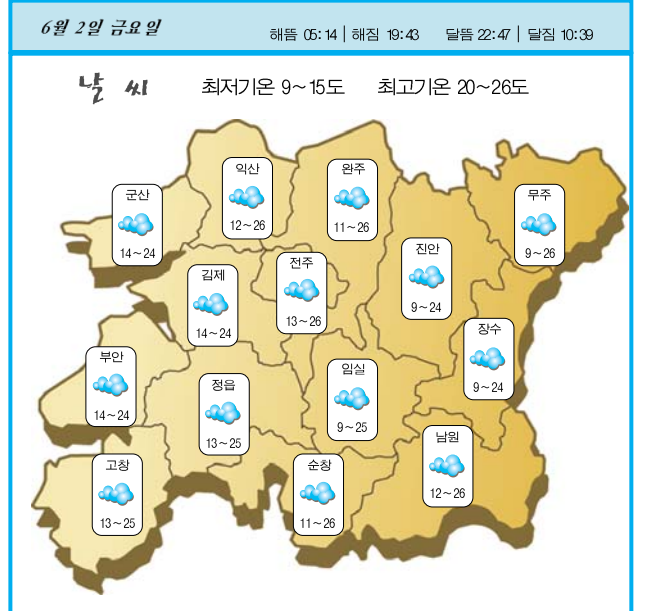 6월 2일 금요일
해뜸 05:14 | 해짐 19:43 달뜸 22:47 | 달짐 10:39
날 씨 최저기온 9~15도 최고기온 20~26도
익산
12~26
완주
11~26
군산
14~24
무주
9~26
진안
9~24
전주
13~26
김제
14~24
장수
9~24
부안
14~24
임실
9~25
정읍
13~25
남원
12~26
고창
13~25
순창
11~26